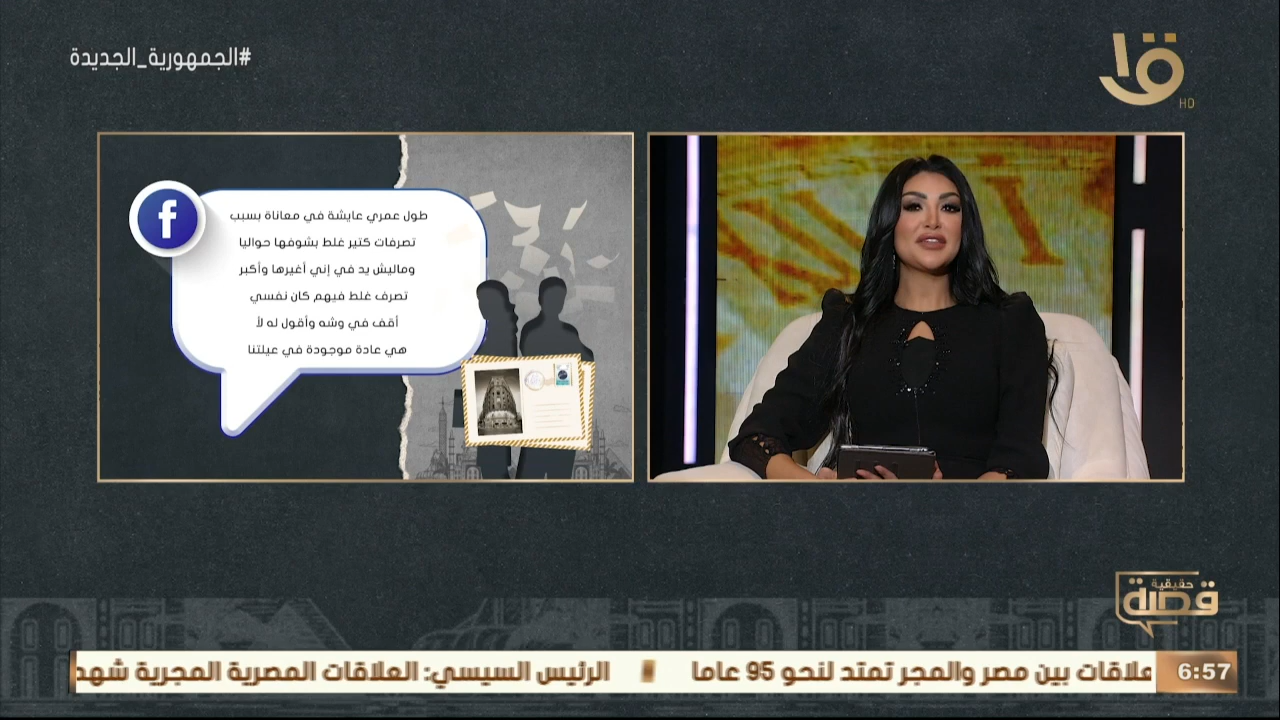 #الجمهورية_الجديدة
HD
f
طول عمري عايشة في معاناة بسبب
تصرفات كتير غلط بشوفها حواليا
وماليش يد في إني أغيرها وأكبر
تصرف غلط فيهم كان نفسي
أقف في وشه وأقول له لأ
هي عادة موجودة في عيلتنا
قصة
حقيقية
6:57
علاقات بين مصر والمجر تمتد لنحو 95 عاما
الرئيس السيسي: العلاقات المصرية المجرية شهد